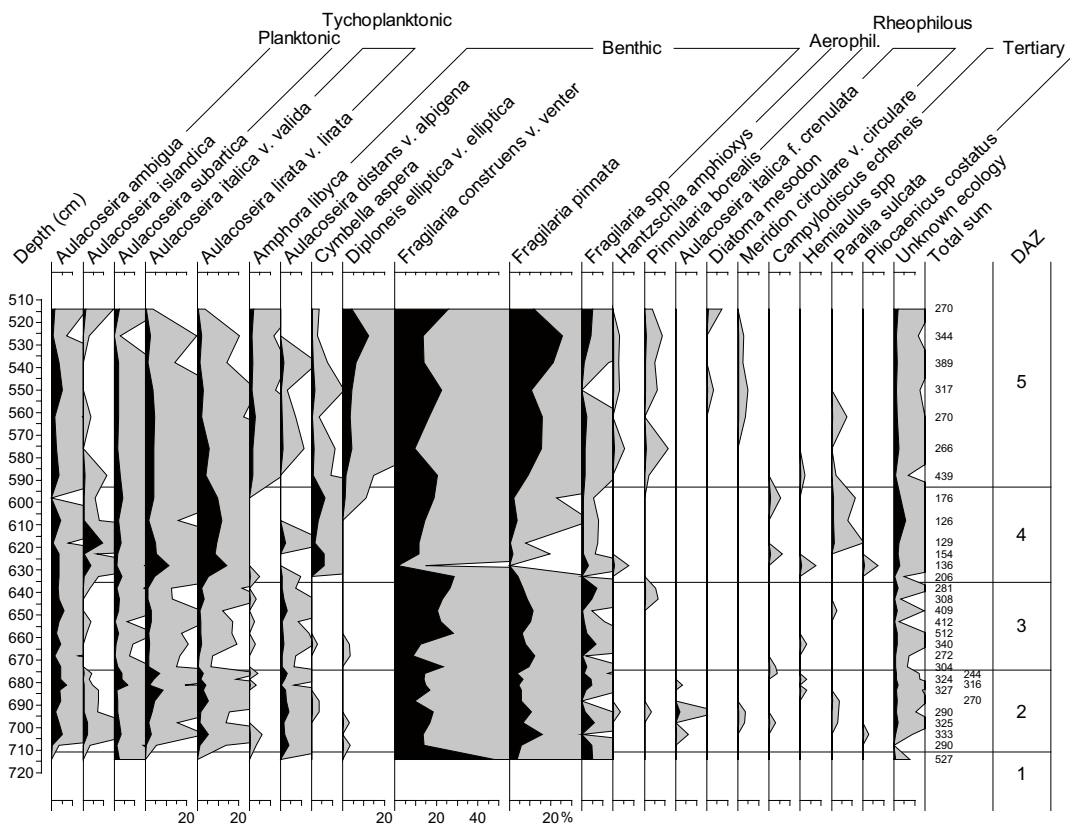 Rheophilous
Tychoplanktonic
Planktonic
Benthic
Aerophil.
Tertiary
Depth (cm)
Aulacoseira ambigua
Aulacoseira islandica
Aulacoseira subartica
Aulacoseira italica v. valida
Aulacoseira lirata v. lirata
Amphora libyca
Aulacoseira distans v. alpigena
Cymbella aspera
Diploneis elliptica v. elliptica
Fragilaria construens v. venter
Fragilaria pinnata
Fragilaria spp
Hantzschia amphioxys
Pinnularia borealis
Aulacoseira italica f. crenulata
Diatoma mesodon
Meridion circulare v. circulare
Campylodiscus echeneis
Hemiaulus spp
Paralia sulcata
Pliocaenicus costatus
Unknown ecology
Total sum
DAZ
510
520
530
540
550
560
570
580
590
600
610
620
630
640
650
660
670
680
690
700
710
720
270
344
389
317
270
266
439
176
126
129
154
136
206
281
308
409
412
512
340
272
304
244
324
316
327
270
290
325
333
290
527
5
4
3
2
1
20
20
20
20
40
20%